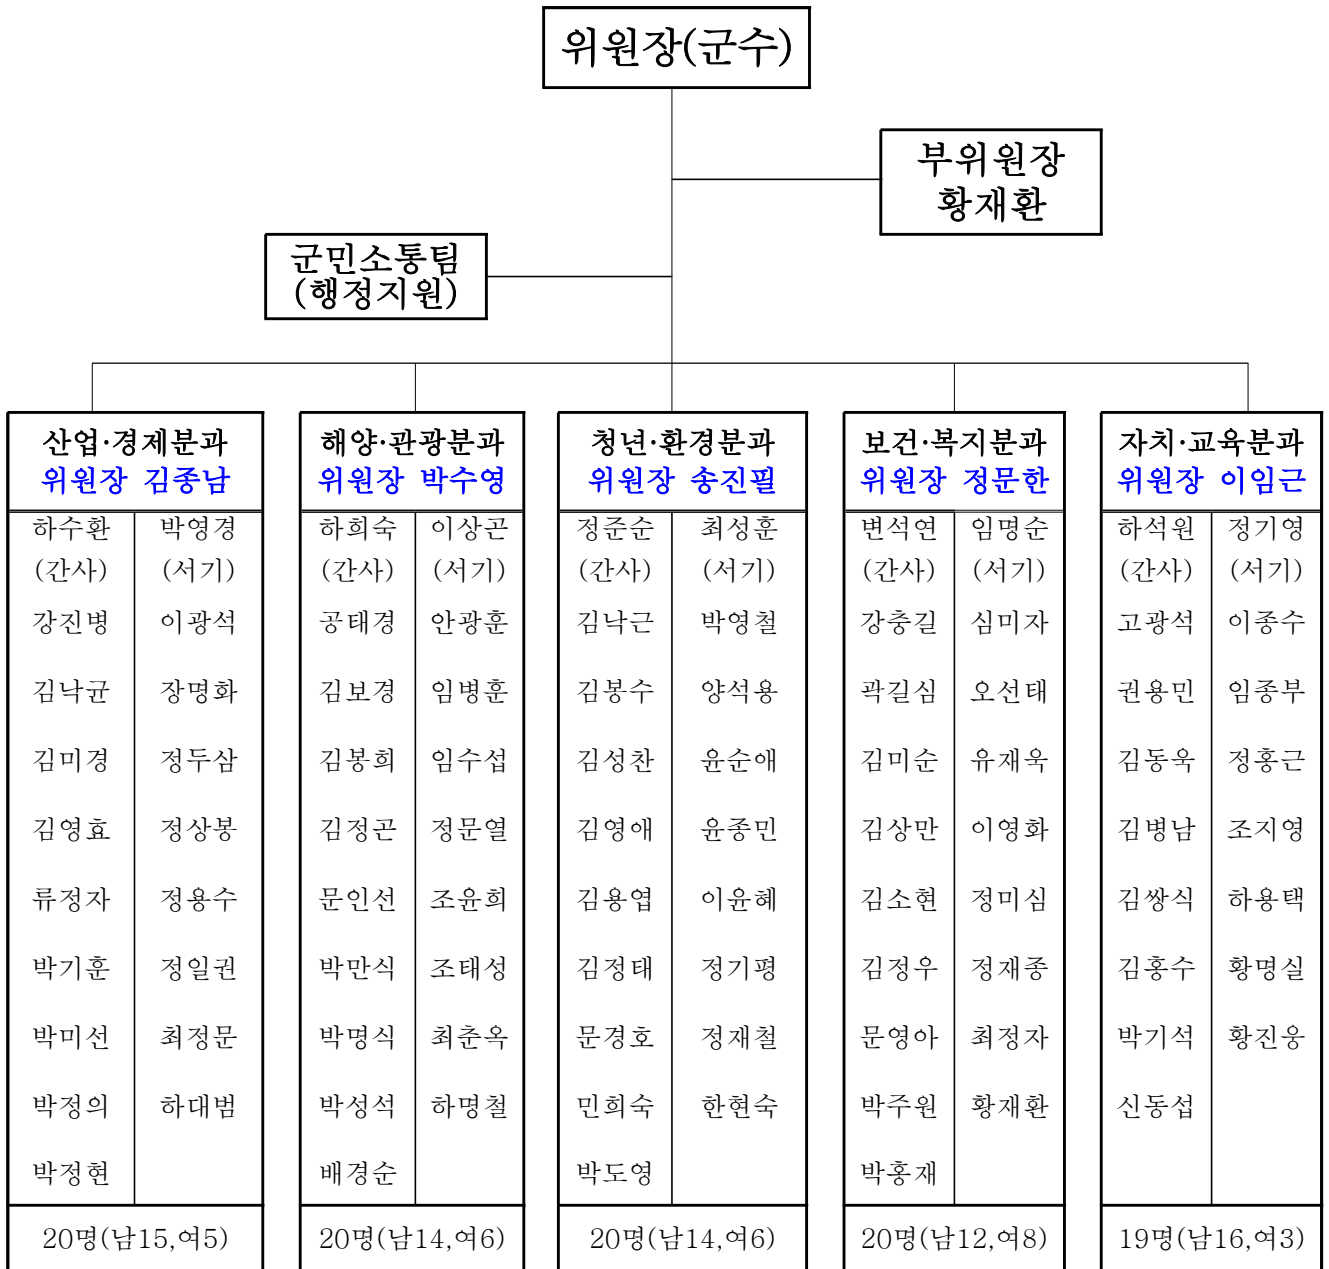 위원장(군수)
부위원장
황재환
군민소통팀
(행정지원)
산업·경제분과
위원장 김종남
하수환 박영경
(간사) (서기)
강진병 이광석
김낙균 장명화
김미경 정두삼
김영효 정상봉
류정자 정용수
박기훈 정일권
박미선 최정문
박정의 하대범
박정현
20명(남15,여5)
해양·관광분과
위원장 박수영
하희숙 이상곤
(간사) (서기)
공태경 안광훈
김보경 임병훈
김봉희 임수섭
김정곤 정문열
문인선 조윤희
박만식 조태성
박명식 최춘옥
박성석 하명철
배경순
20명(남14,여6)
청년·환경분과
위원장 송진필
정준순 최성훈
(간사) (서기)
김낙근 박영철
김봉수 양석용
김성찬 윤순애
김영애 윤종민
김용엽 이윤혜
김정태 정기평
문경호 정재철
민희숙 한현숙
박도영
20명(남14,여6)
보건·복지분과
위원장 정문한
변석연 임명순
(간사) (서기)
강충길 심미자
곽길심 오선태
김미순 유재욱
김상만 이영화
김소현 정미심
김정우 정재종
문영아 최정자
박주원 황재환
박홍재
20명(남12,여8)
자치·교육분과
위원장 이임근
하석원 정기영
(간사) (서기)
고광석 이종수
권용민 임종부
김동욱 정홍근
김병남 조지영
김쌍식 하용택
김홍수 황명실
박기석 황진웅
신동섭
19명(남16,여3)